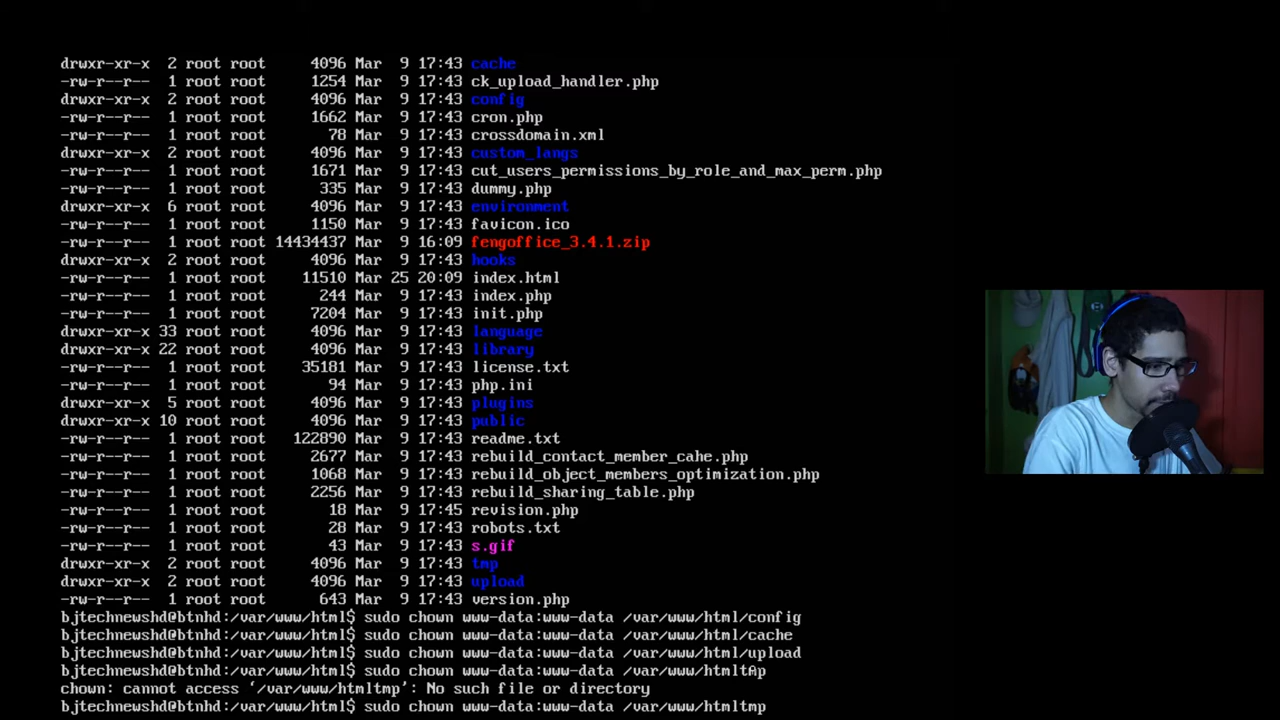 drwxr-xr-x 2 root root 4096 Mar 9 17:43 cache
-rw-r--r-- 1 root root 1254 Mar 9 17:43 ck_upload_handler.php
drwxr-xr-x 2 root root 4096 Mar 9 17:43 config
-rw-r--r-- 1 root root 1662 Mar 9 17:43 cron.php
-rw-r--r-- 1 root root 78 Mar 9 17:43 crossdomain.xml
drwxr-xr-x 2 root root 4096 Mar 9 17:43 custom_langs
-rw-r--r-- 1 root root 1671 Mar 9 17:43 cut_users_permissions_by_role_and_max_perm.php
-rw-r--r-- 1 root root 335 Mar 9 17:43 dummy.php
drwxr-xr-x 6 root root 4096 Mar 9 17:43 environment
-rw-r--r-- 1 root root 1150 Mar 9 17:43 favicon.ico
-rw-r--r-- 1 root root 14434437 Mar 9 16:09 fengoffice_3.4.1.zip
drwxr-xr-x 2 root root 4096 Mar 9 17:43 hooks
-rw-r--r-- 1 root root 11510 Mar 25 20:09 index.html
-rw-r--r-- 1 root root 244 Mar 9 17:43 index.php
-rw-r--r-- 1 root root 7204 Mar 9 17:43 init.php
drwxr-xr-x 33 root root 4096 Mar 9 17:43 language
drwxr-xr-x 22 root root 4096 Mar 9 17:43 library
-rw-r--r-- 1 root root 35181 Mar 9 17:43 license.txt
-rw-r--r-- 1 root root 94 Mar 9 17:43 php.ini
drwxr-xr-x 5 root root 4096 Mar 9 17:43 plugins
drwxr-xr-x 10 root root 4096 Mar 9 17:43 public
-rw-r--r-- 1 root root 122890 Mar 9 17:43 readme.txt
-rw-r--r-- 1 root root 2677 Mar 9 17:43 rebuild_contact_member_cahe.php
-rw-r--r-- 1 root root 1068 Mar 9 17:43 rebuild_object_members_optimization.php
-rw-r--r-- 1 root root 2256 Mar 9 17:43 rebuild_sharing_table.php
-rw-r--r-- 1 root root 18 Mar 9 17:45 revision.php
-rw-r--r-- 1 root root 28 Mar 9 17:43 robots.txt
-rw-r--r-- 1 root root 43 Mar 9 17:43 s.gif
drwxr-xr-x 2 root root 4096 Mar 9 17:43 tmp
drwxr-xr-x 2 root root 4096 Mar 9 17:43 upload
-rw-r--r-- 1 root root 643 Mar 9 17:43 version.php
bjtechnewshd@btnhd:/var/www/html$ sudo chown www-data:www-data /var/www/html/config
bjtechnewshd@btnhd:/var/www/html$ sudo chown www-data:www-data /var/www/html/cache
bjtechnewshd@btnhd:/var/www/html$ sudo chown www-data:www-data /var/www/html/upload
bjtechnewshd@btnhd:/var/www/html$ sudo chown www-data:www-data /var/www/htmltmp
chown: cannot access ‘/var/www/htmltmp’: No such file or directory
bjtechnewshd@btnhd:/var/www/html$ sudo chown www-data:www-data /var/www/htmltmp